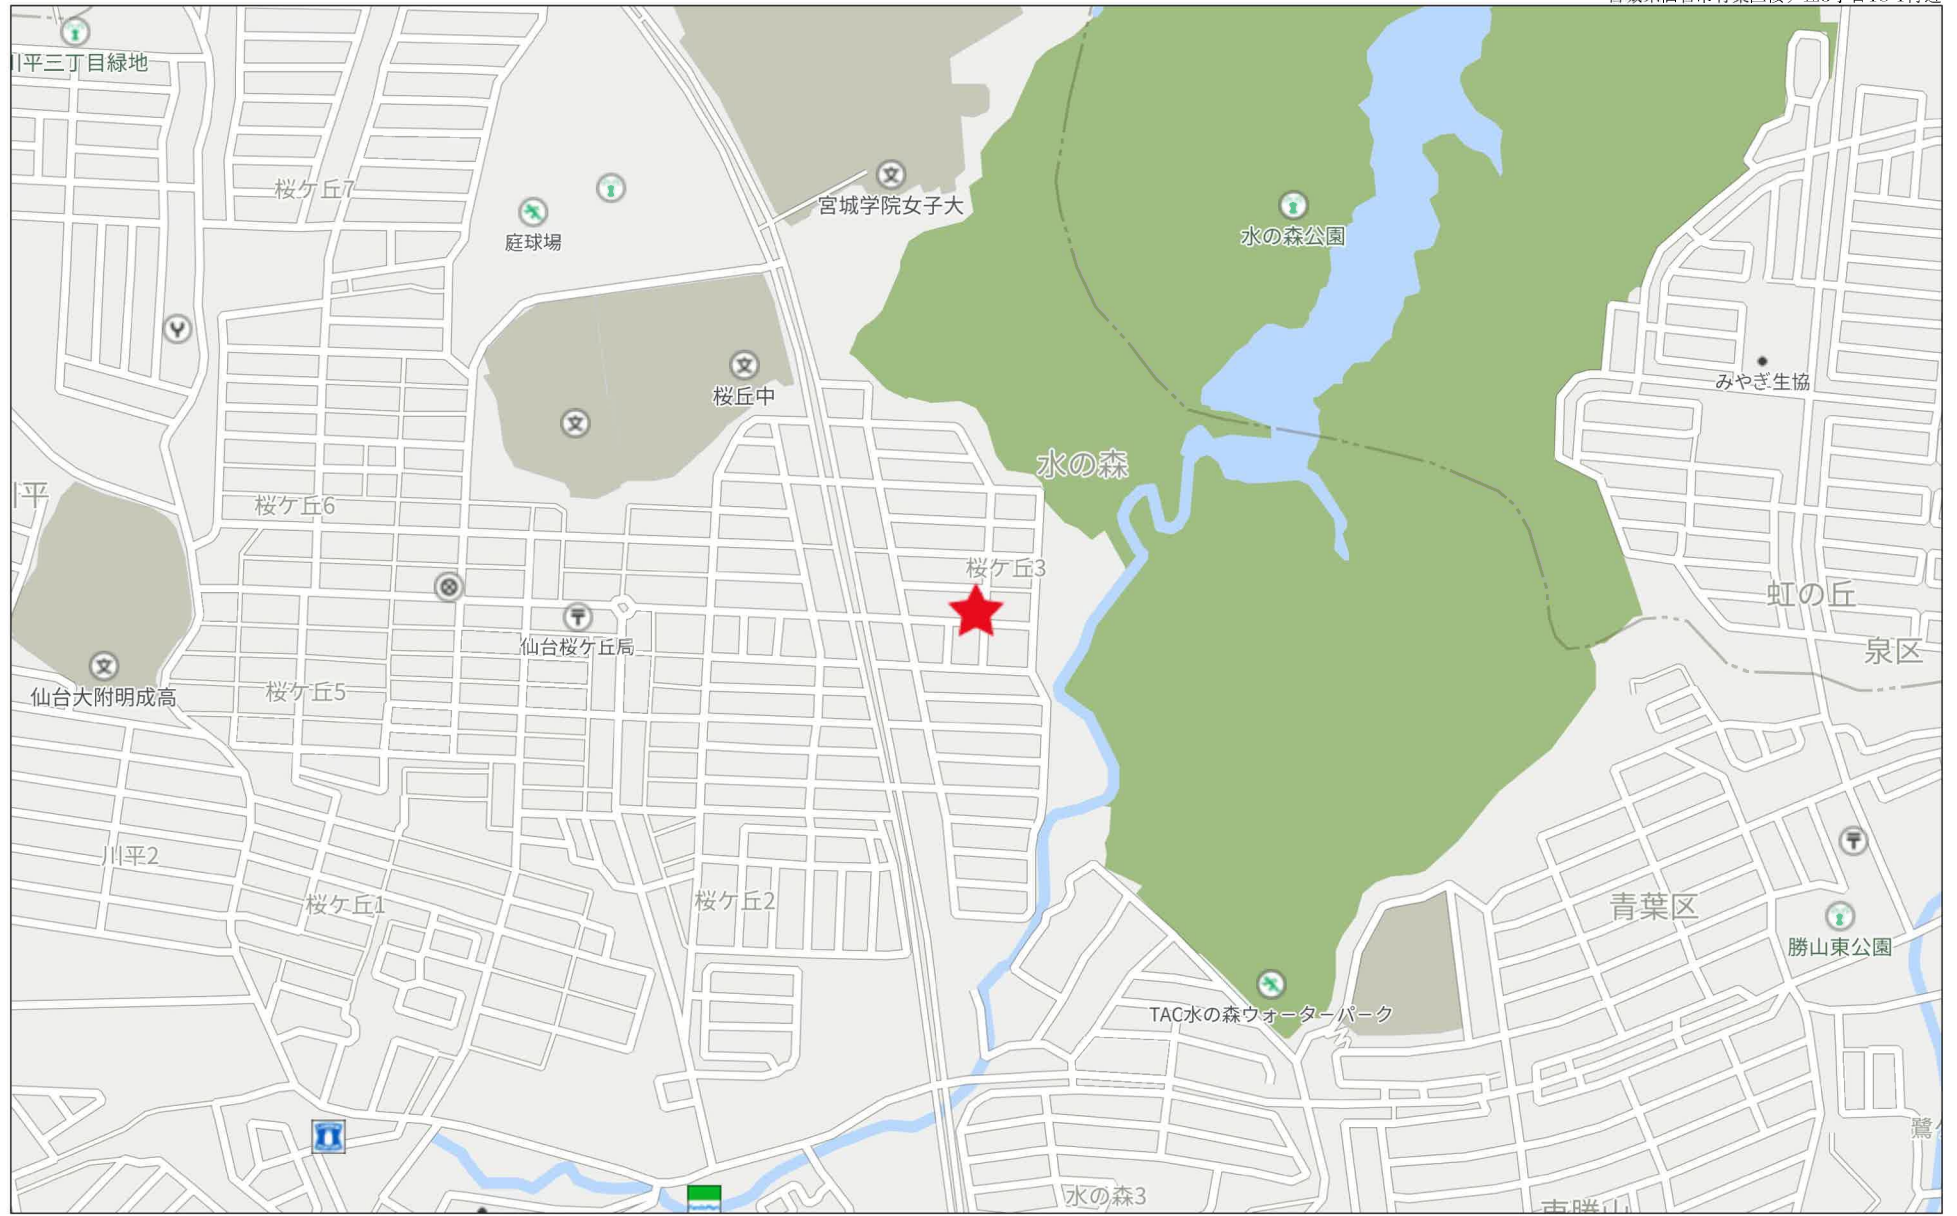 川平三丁目緑地
桜ケ丘7
庭球場
宮城学院女子大
水の森公園
みやぎ生協
桜丘中
水の森
桜ケ丘6
桜ケ丘3
仙台桜ケ丘局
虹の丘
泉区
仙台大附明成高
桜ケ丘5
川平2
桜ケ丘1
桜ケ丘2
青葉区
勝山東公園
TAC水の森ウォーターパーク
水の森3
FamilyMart